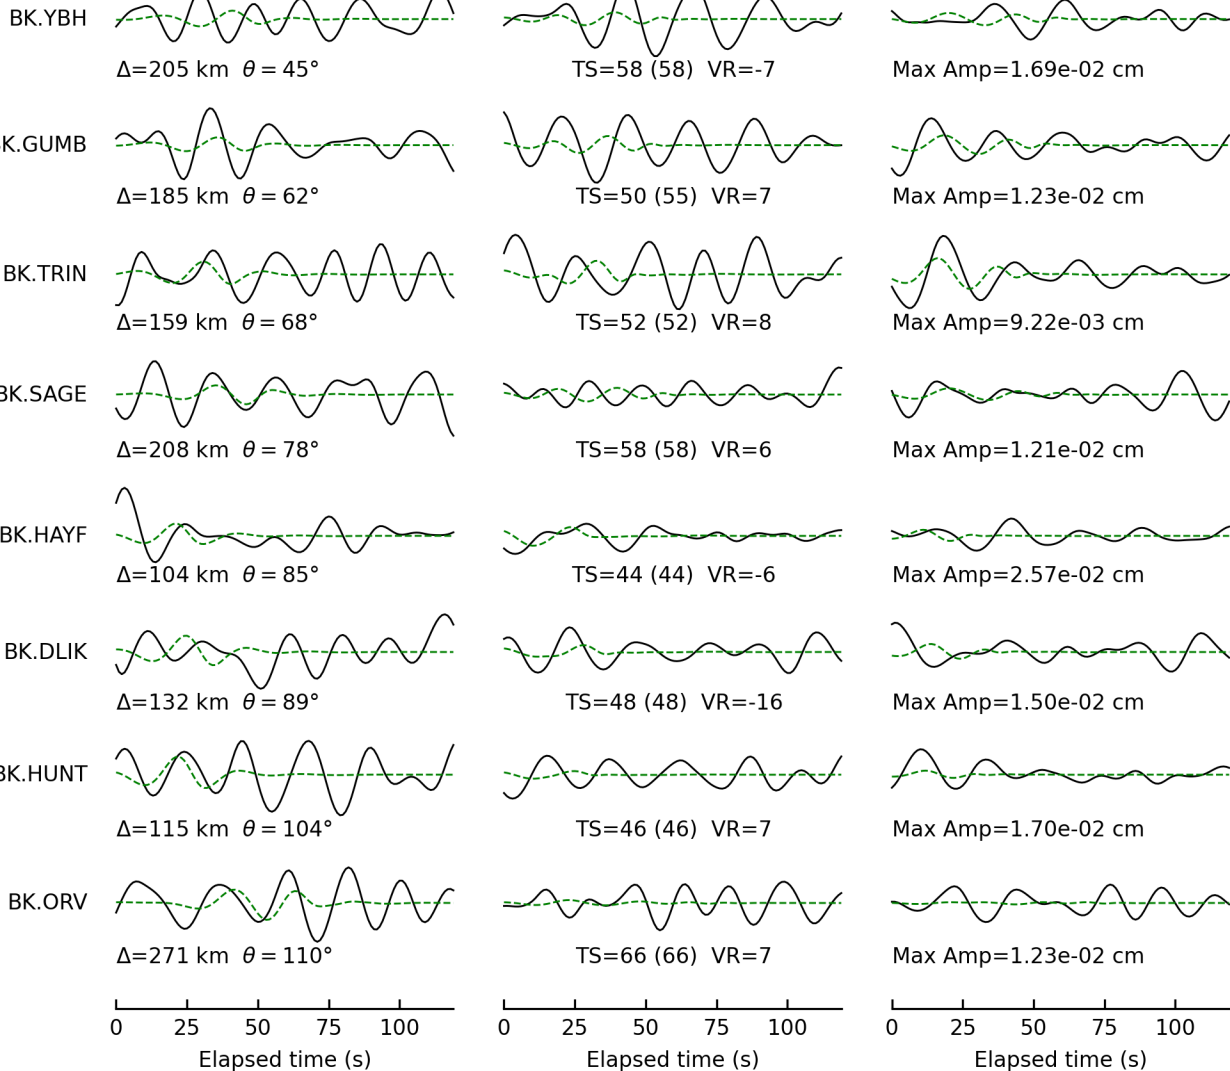 BK.YBH
Δ=205 km θ = 45° TS=58 (58) VR=-7 Max Amp=1.69e-02 cm
BK.GUMB
Δ=185 km θ = 62° TS=50 (55) VR=7 Max Amp=1.23e-02 cm
BK.TRIN
Δ=159 km θ = 68° TS=52 (52) VR=8 Max Amp=9.22e-03 cm
BK.SAGE
Δ=208 km θ = 78° TS=58 (58) VR=6 Max Amp=1.21e-02 cm
BK.HAYF
Δ=104 km θ = 85° TS=44 (44) VR=-6 Max Amp=2.57e-02 cm
BK.DLIK
Δ=132 km θ = 89° TS=48 (48) VR=-16 Max Amp=1.50e-02 cm
BK.HUNT
Δ=115 km θ = 104° TS=46 (46) VR=7 Max Amp=1.70e-02 cm
BK.ORV
Δ=271 km θ = 110° TS=66 (66) VR=7 Max Amp=1.23e-02 cm
0 25 50 75 100 0 25 50 75 100 0 25 50 75 100
Elapsed time (s) Elapsed time (s) Elapsed time (s)